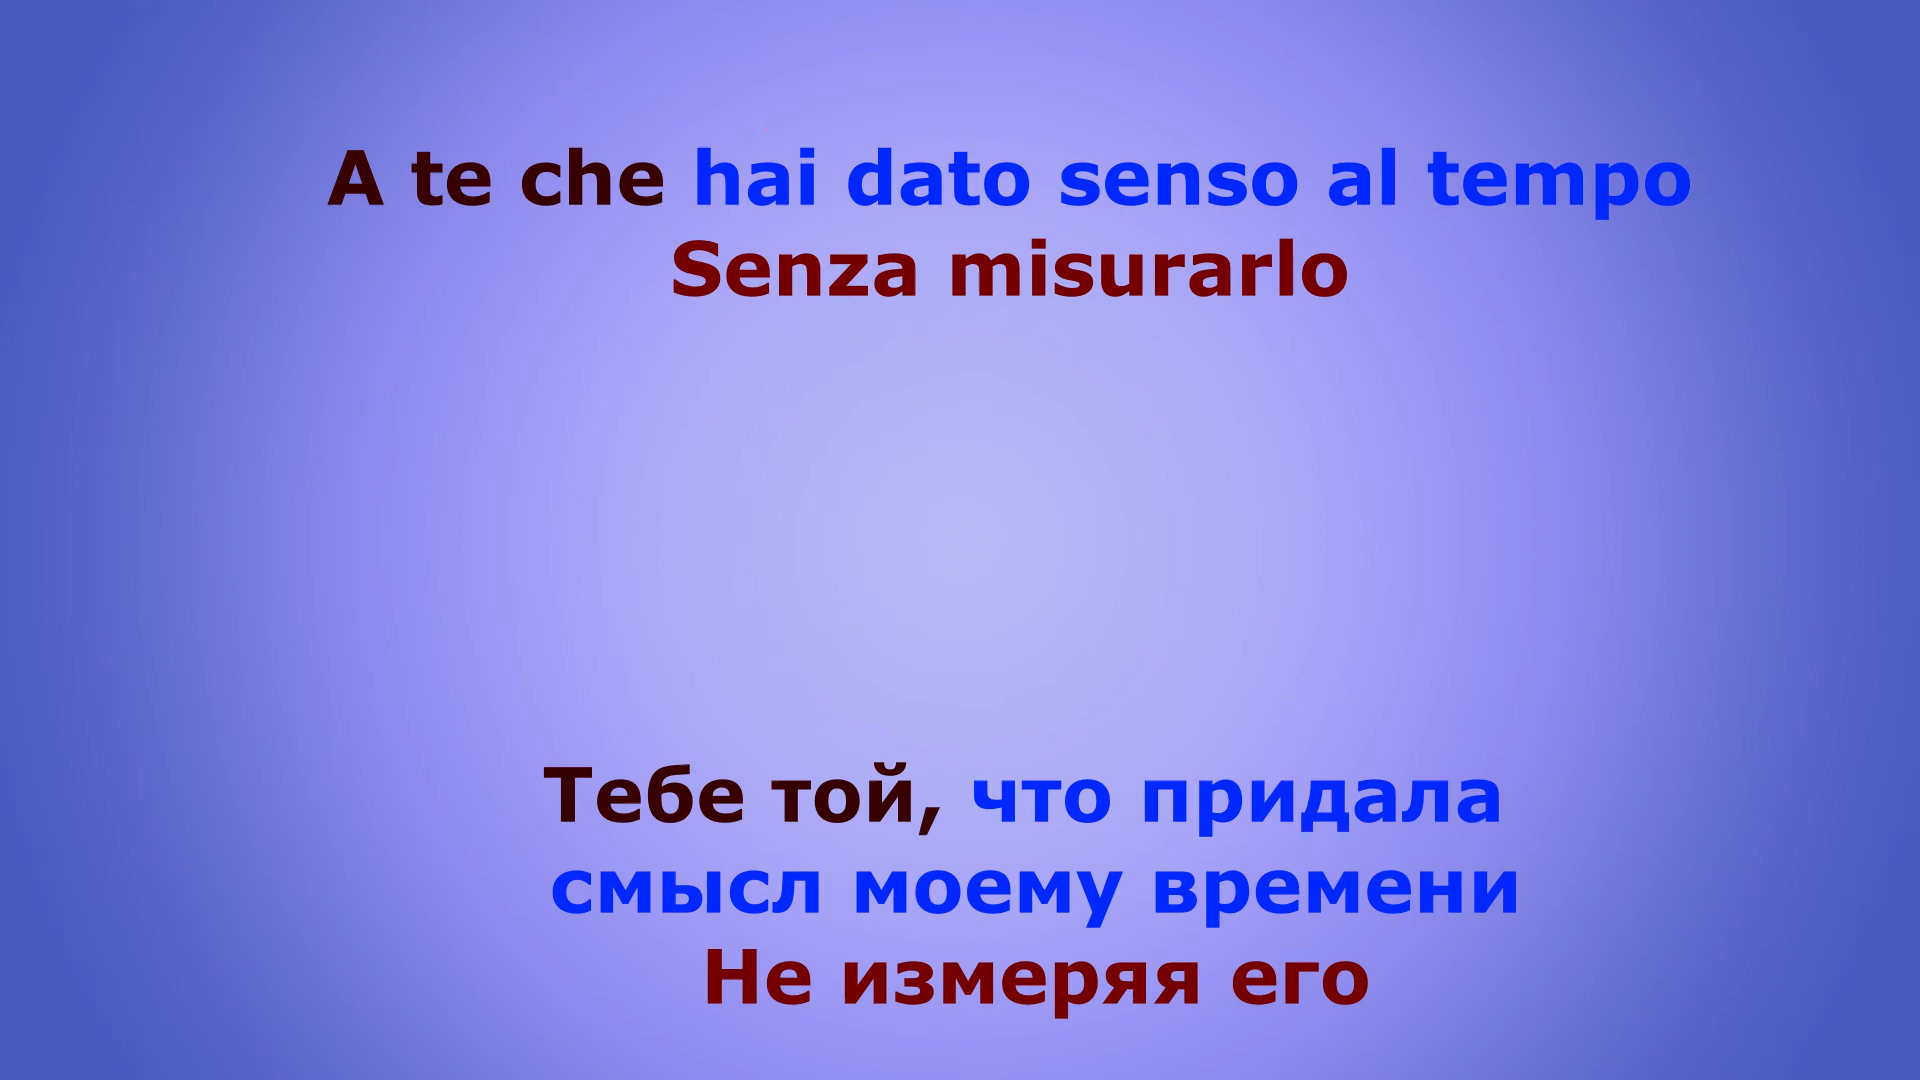 A te che hai dato senso al tempo
Senza misurarlo
Тебе той, что придала
смысл моему времени
Не измеряя его